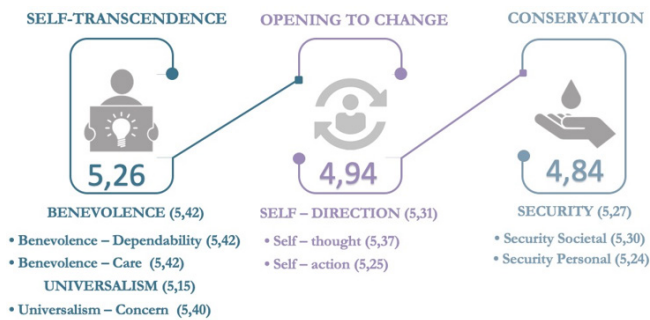 SELF-TRANSCENDENCE
5,26
BENEVOLENCE (5,42)
• Benevolence – Dependability (5,42)
• Benevolence – Care (5,42)
UNIVERSALISM (5,15)
• Universalism – Concern (5,40)
OPENING TO CHANGE
4,94
SELF – DIRECTION (5,31)
• Self – thought (5,37)
• Self – action (5,25)
CONSERVATION
4,84
SECURITY (5,27)
• Security Societal (5,30)
• Security Personal (5,24)